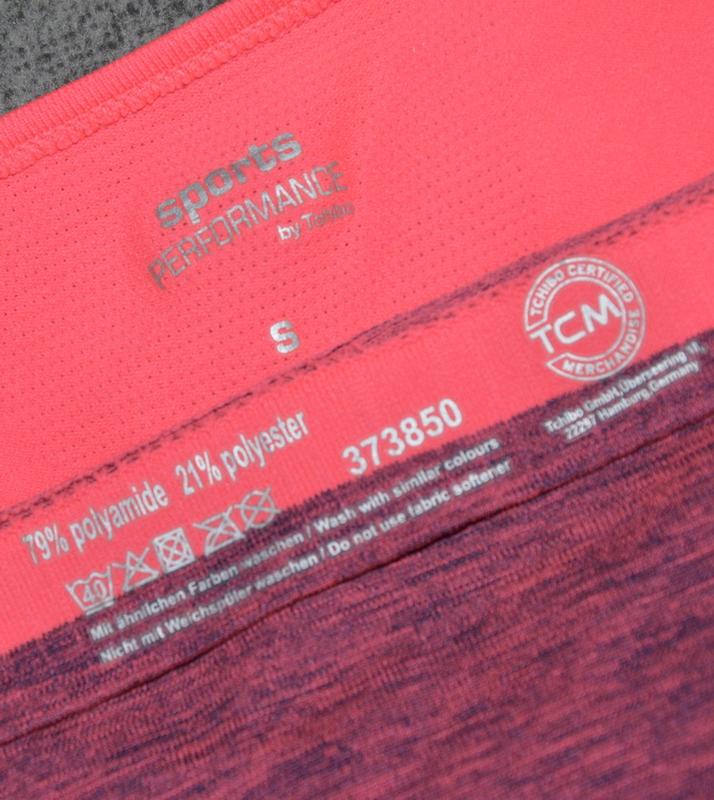 sports
PERFORMANCE
by Tchibo
S
TCHIBO CERTIFIED
TCM
MERCHANDISE
79% polyamide 21% polyester
373850
Tchibo GmbH,Überseering 18,
22297 Hamburg,Germany
40
Mit ähnlichen Farben waschen / Wash with similar colours
Nicht mit Weichspüler waschen / Do not use fabric softener